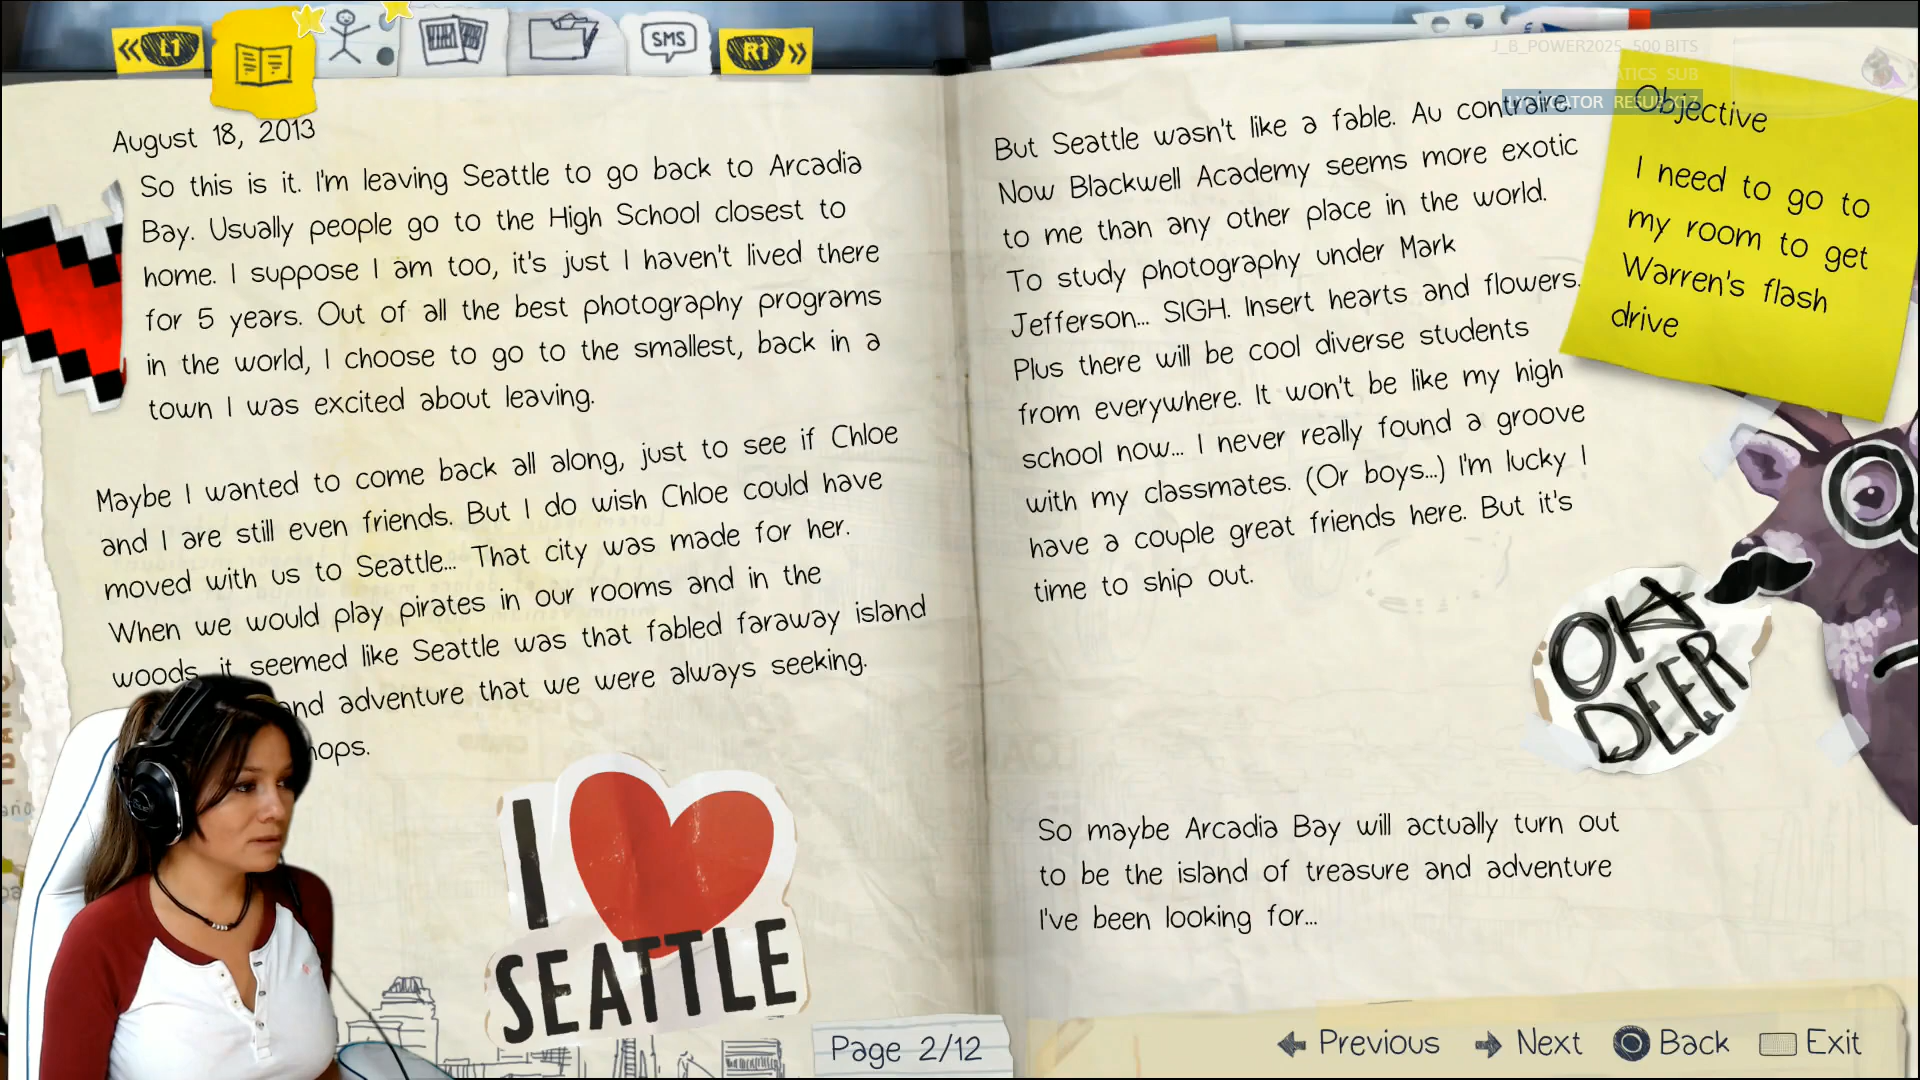 L1
SMS
R1
J_B_POWER2025 500 BITS
SUB
RESUB X17
August 18, 2013
So this is it. I'm leaving Seattle to go back to Arcadia
Bay. Usually people go to the High School closest to
home. I suppose I am too, it's just I haven't lived there
for 5 years. Out of all the best photography programs
in the world, I choose to go to the smallest, back in a
town I was excited about leaving.
Maybe I wanted to come back all along, just to see if Chloe
and I are still even friends. But I do wish Chloe could have
moved with us to Seattle... That city was made for her.
When we would play pirates in our rooms and in the
woods, it seemed like Seattle was that fabled faraway island
and adventure that we were always seeking.
I ❤ SEATTLE
Page 2/12
But Seattle wasn't like a fable. Au contraire.
Now Blackwell Academy seems more exotic
to me than any other place in the world.
To study photography under Mark
Jefferson... SIGH. Insert hearts and flowers.
Plus there will be cool diverse students
from everywhere. It won't be like my high
school now... I never really found a groove
with my classmates. (Or boys...) I'm lucky I
have a couple great friends here. But it's
time to ship out.
So maybe Arcadia Bay will actually turn out
to be the island of treasure and adventure
I've been looking for...
Objective
I need to go to
my room to get
Warren's flash
drive
OH
DEER
Previous
Next
Back
Exit